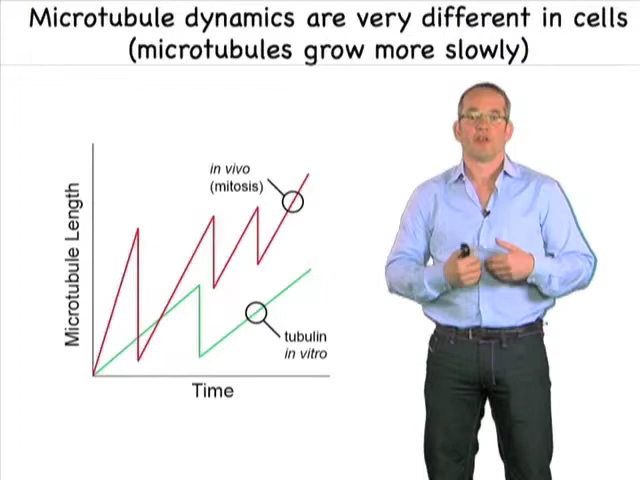 Microtubule dynamics are very different in cells
(microtubules grow more slowly)
in vivo
(mitosis)
Microtubule Length
tubulin
in vitro
Time